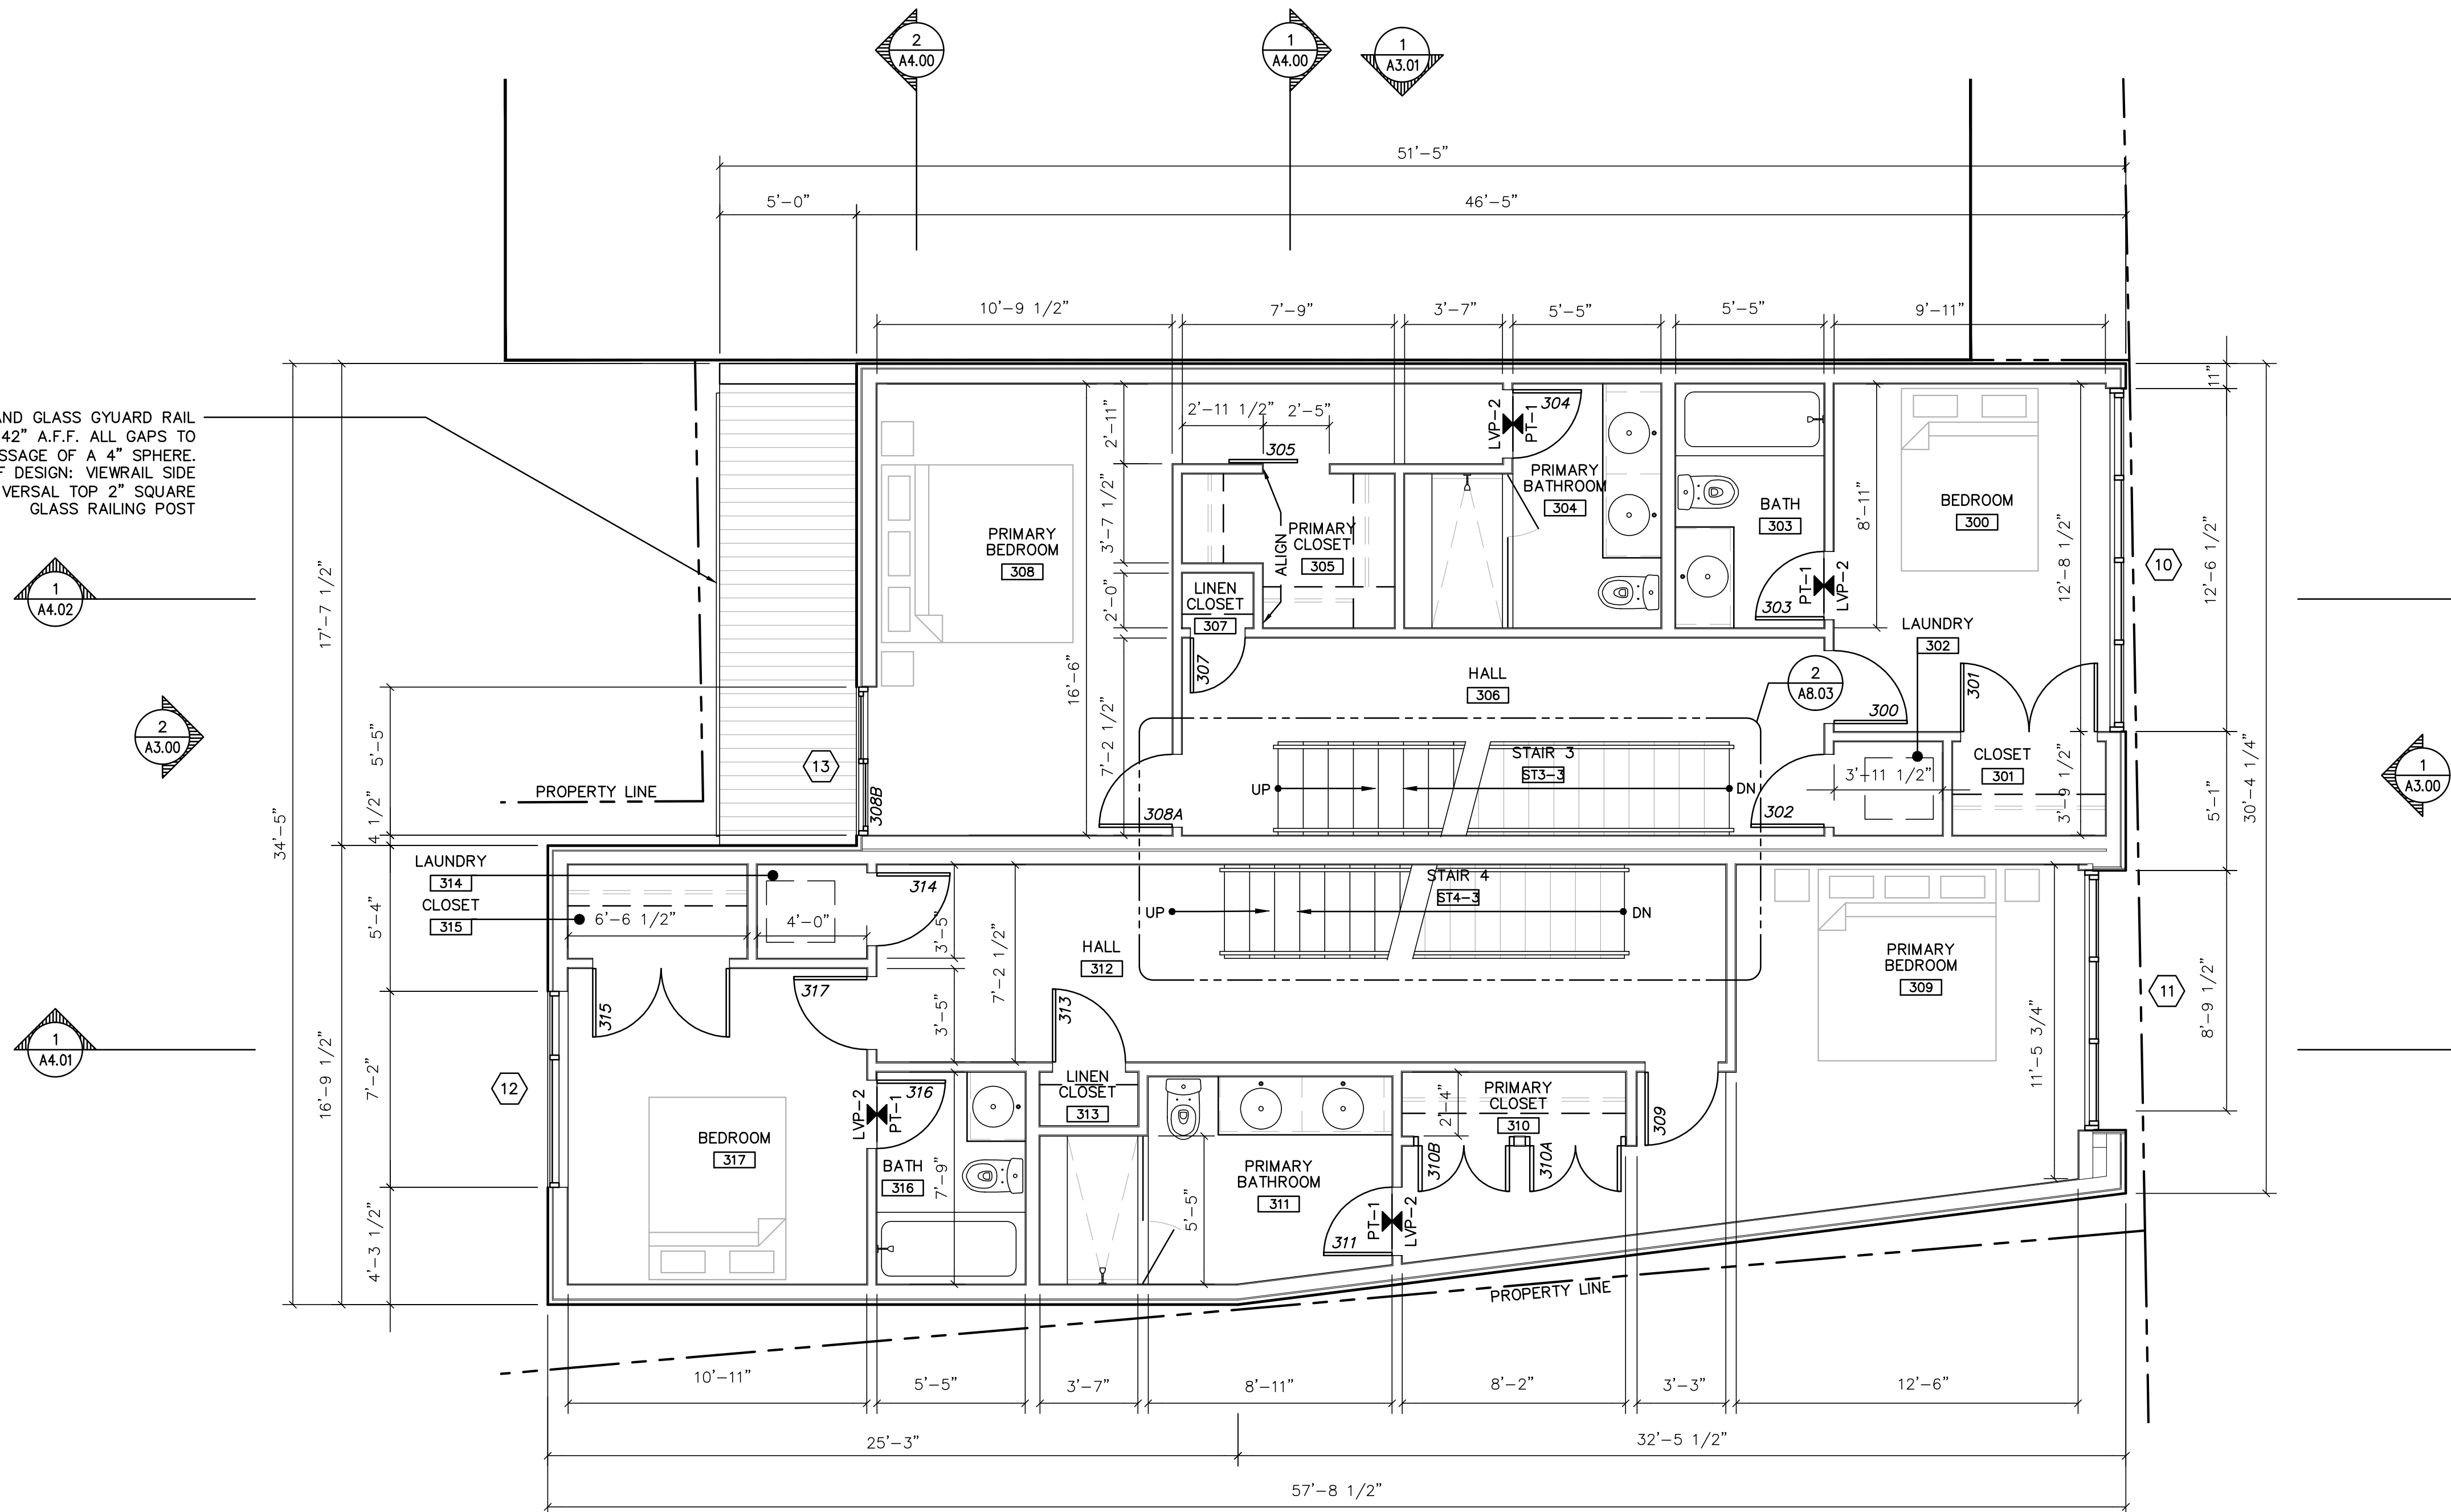 2
A4.00
1
A4.00
1
A3.01
51'-5"
5'-0"
46'-5"
10'-9 1/2"
7'-9"
3'-7"
5'-5"
5'-5"
9'-11"
AND GLASS GYUARD RAIL
42" A.F.F. ALL GAPS TO
SSAGE OF A 4" SPHERE.
F DESIGN: VIEWRAIL SIDE
VERSAL TOP 2" SQUARE
GLASS RAILING POST
1
A4.02
2
A3.00
1
A4.01
34'-5"
17'-7 1/2"
16'-9 1/2"
5'-5"
4 1/2"
5'-4"
7'-2"
4'-3 1/2"
PROPERTY LINE
13
12
PRIMARY
BEDROOM
308
16'-6"
2'-11"
3'-7 1/2"
2'-0"
7'-2 1/2"
2'-11 1/2"
2'-5"
305
ALIGN
PRIMARY
CLOSET
305
LINEN
CLOSET
307
307
LVP-2
PT-1
304
PRIMARY
BATHROOM
304
BATH
303
303
PT-1
LVP-2
8'-11"
BEDROOM
300
12'-8 1/2"
11"
10
12'-6 1/2"
LAUNDRY
302
301
300
CLOSET
301
3'-11 1/2"
3'-9 1/2"
5'-1"
30'-4 1/4"
1
A3.00
HALL
306
2
A8.03
STAIR 3
ST3-3
UP
DN
302
308A
308B
LAUNDRY
314
CLOSET
315
6'-6 1/2"
4'-0"
314
3'-5"
3'-5"
7'-2 1/2"
STAIR 4
ST4-3
UP
DN
HALL
312
317
315
313
PRIMARY
BEDROOM
309
11'-5 3/4"
11
8'-9 1/2"
LVP-2
PT-1
316
LINEN
CLOSET
313
BEDROOM
317
BATH
316
7'-9"
5'-5"
PRIMARY
BATHROOM
311
311
PT-1
LVP-2
2'-4"
PRIMARY
CLOSET
310
310B
310A
309
PROPERTY LINE
10'-11"
5'-5"
3'-7"
8'-11"
8'-2"
3'-3"
12'-6"
25'-3"
32'-5 1/2"
57'-8 1/2"